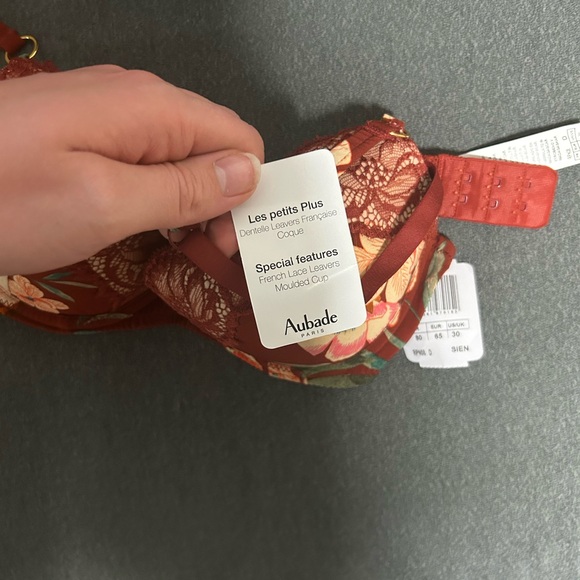 Les petits Plus
Dentelle Leavers Française
Coque
Special features
French Lace Leavers
Moulded Cup
Aubade
PARIS
EUR US/UK
80 65 30
SIEN